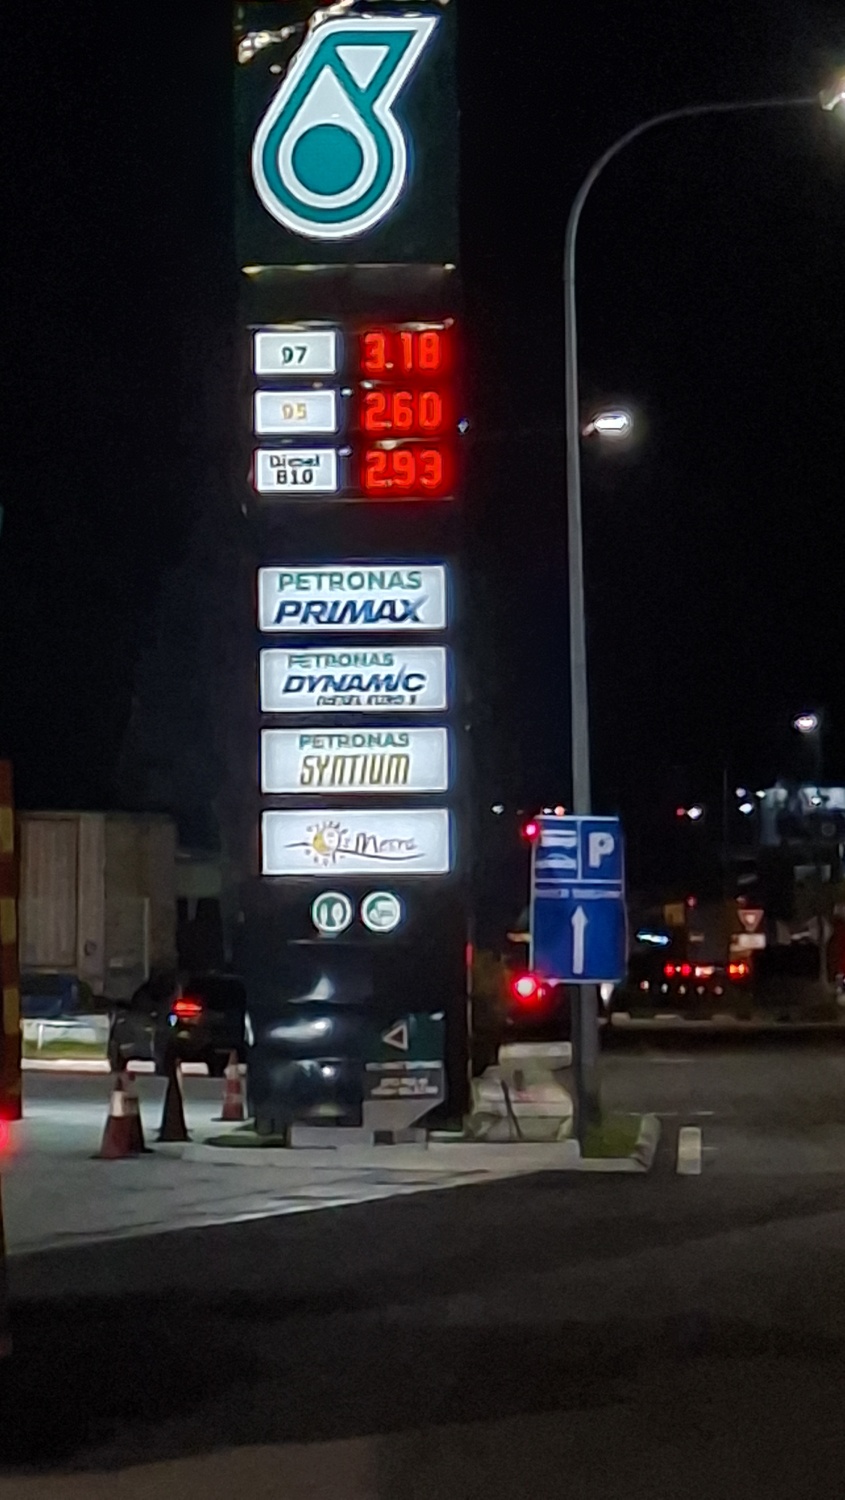 97 3.18
95 2.60
Diesel
B10 2.93
PETRONAS
PRIMAX
PETRONAS
DYNAMIC
PETRONAS
SYNTIUM
Mesra
P